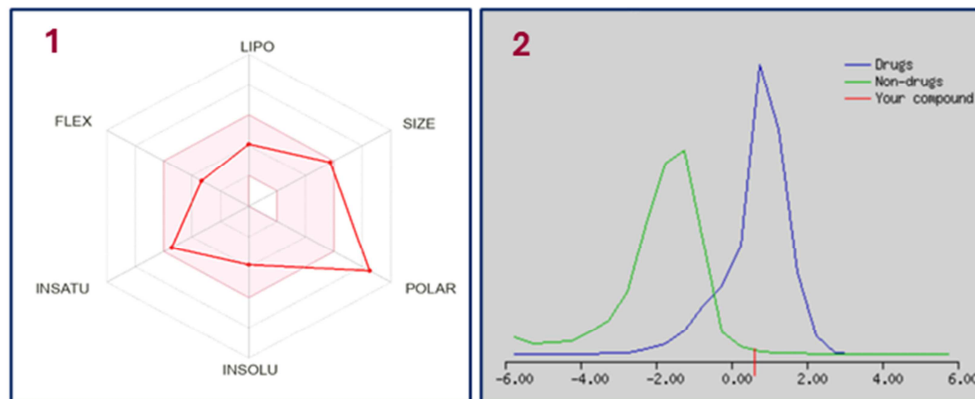 1
LIPO
FLEX
SIZE
INSATU
POLAR
INSOLU
2
Drugs
Non-drugs
Your compound
-6.00 -4.00 -2.00 0.00 2.00 4.00 6.00